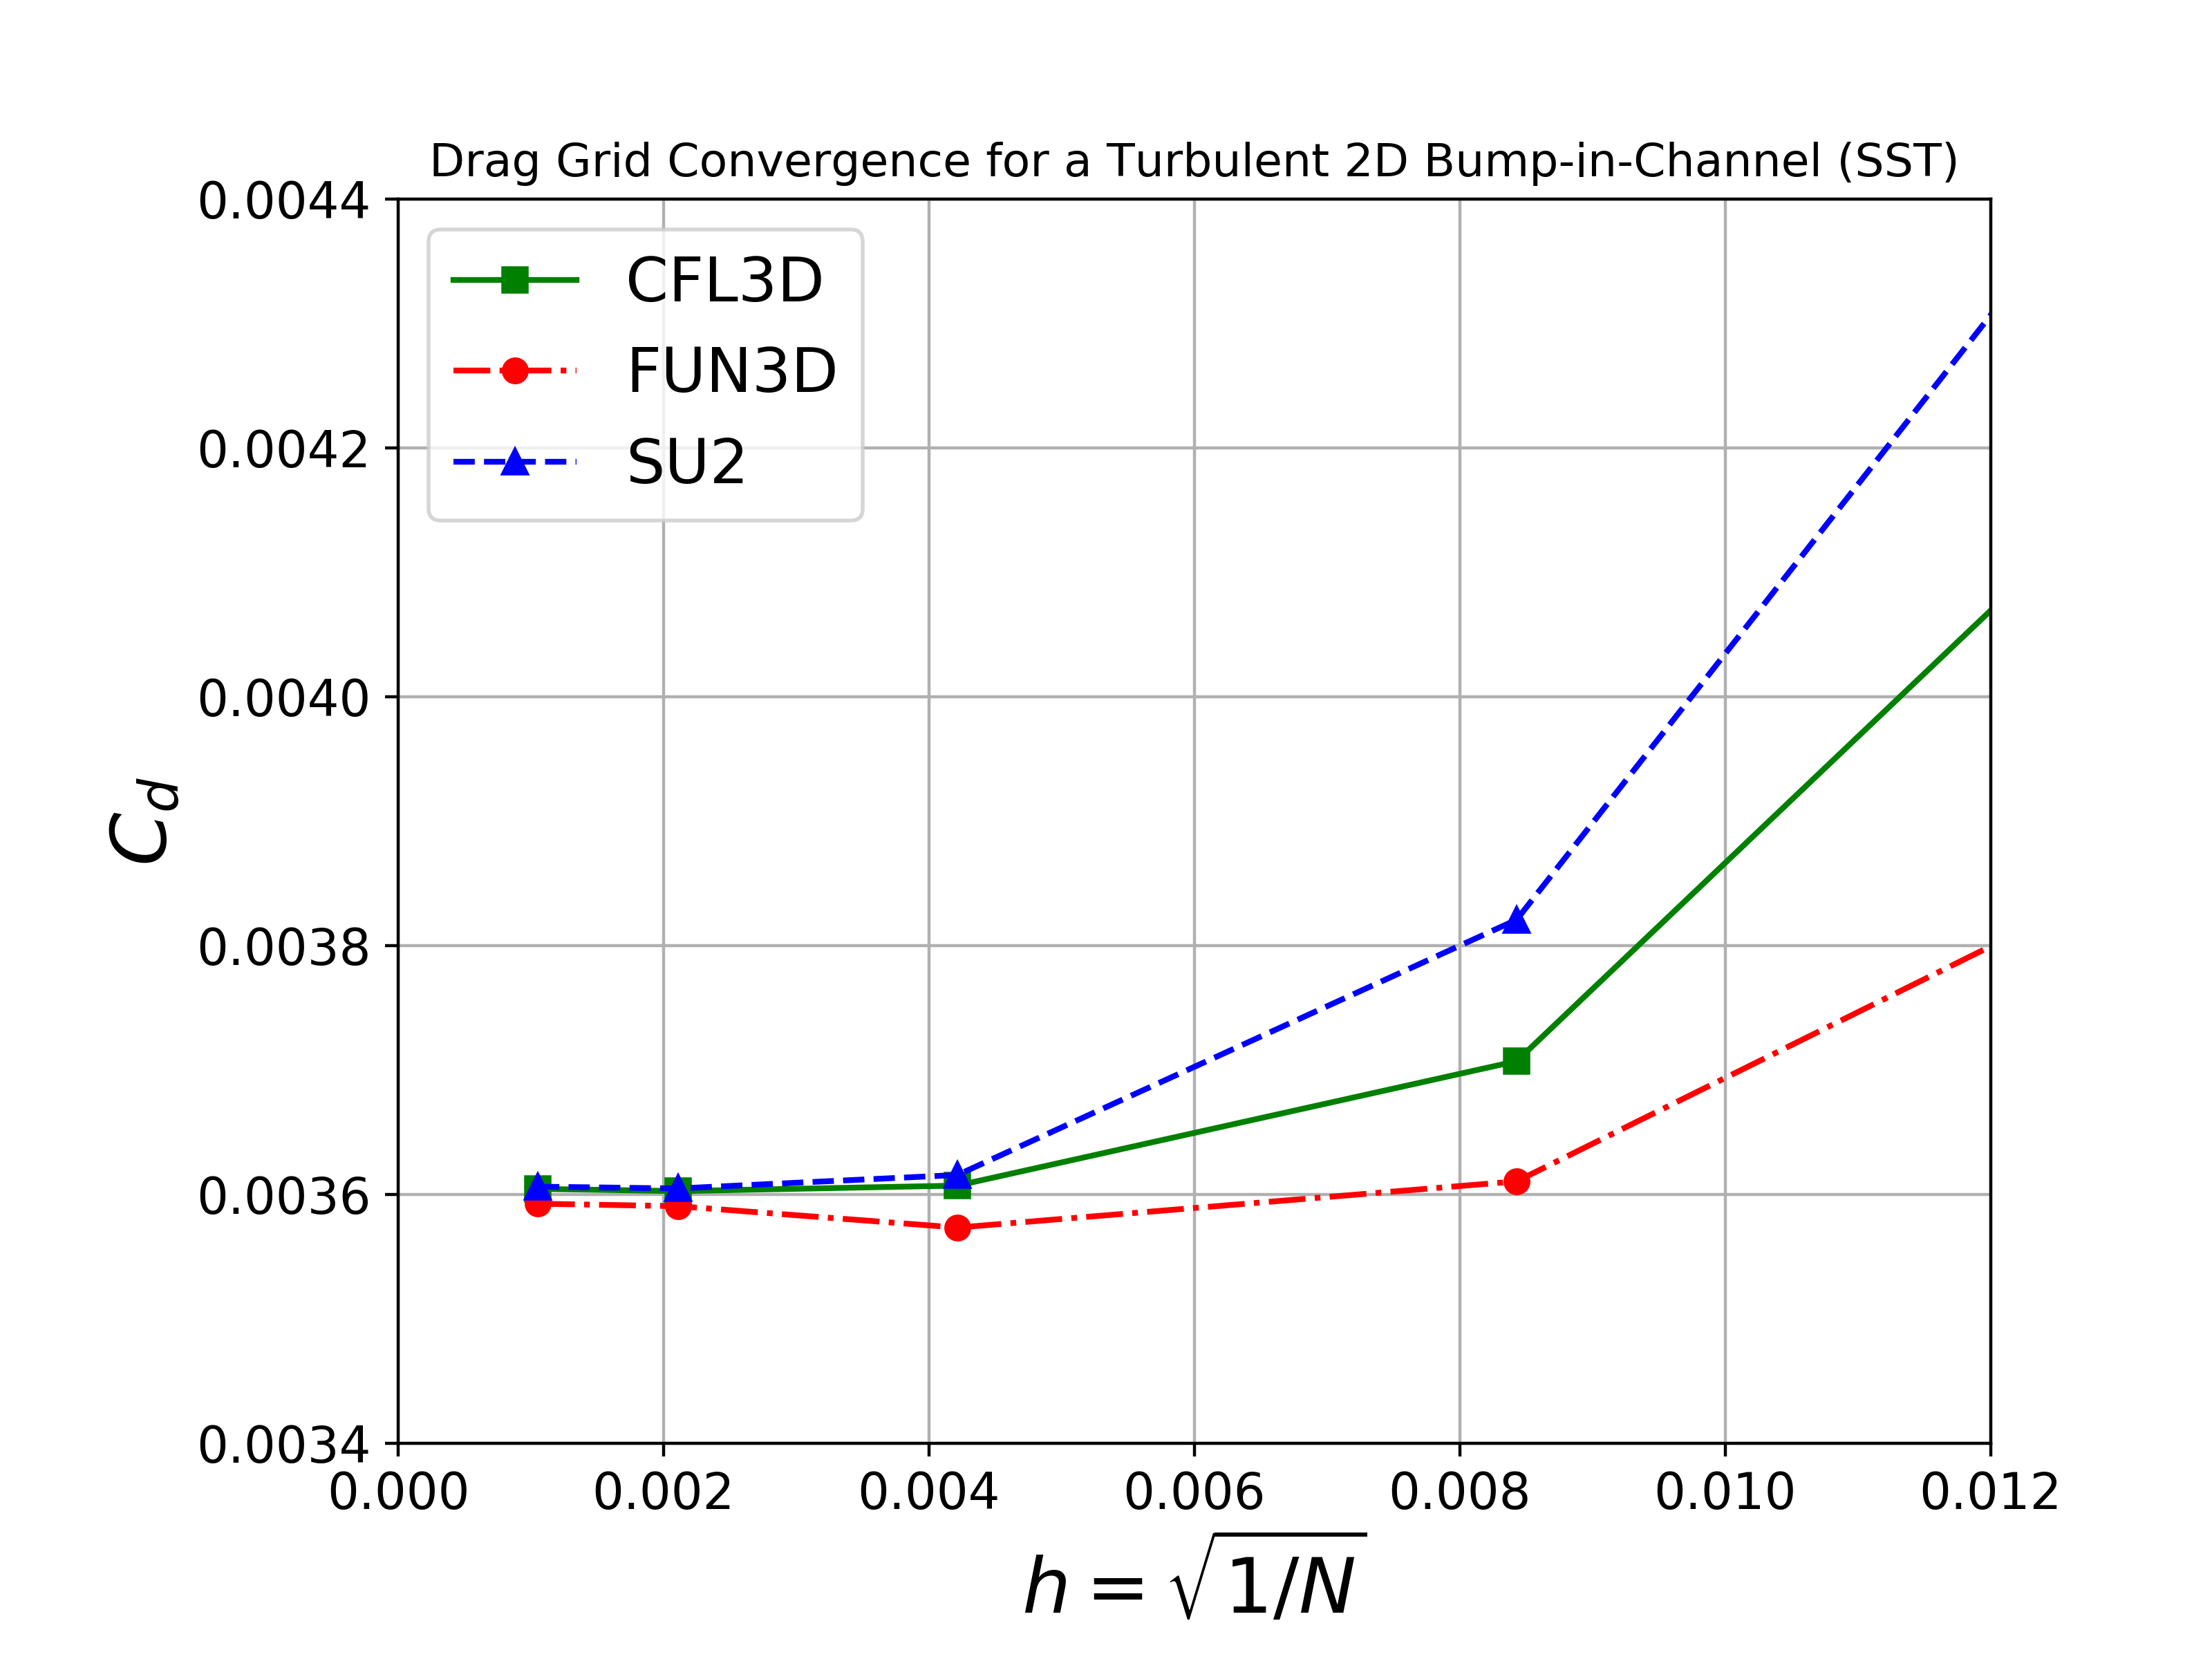 Drag Grid Convergence for a Turbulent 2D Bump-in-Channel (SST)
0.0044
CFL3D
FUN3D
0.0042
SU2
0.0040
C_d
0.0038
0.0036
0.0034
0.000 0.002 0.004 0.006 0.008 0.010 0.012
h = √1/N